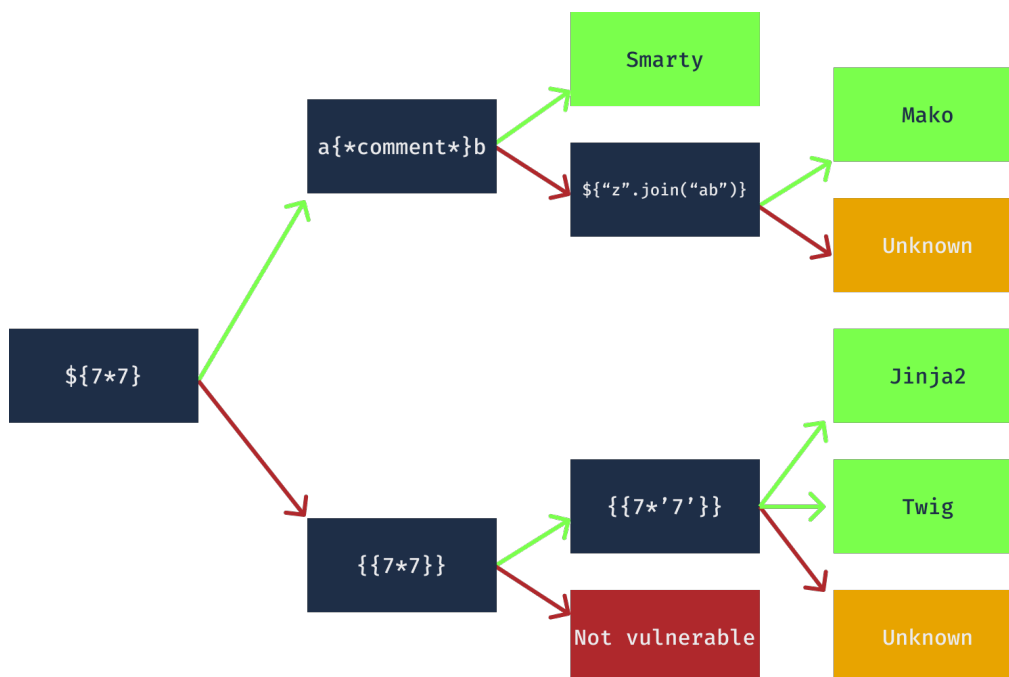 Smarty
Mako
a{*comment*}b
${“z”.join(“ab”)}
Unknown
${7*7}
Jinja2
{{7*’7’}}
Twig
{{7*7}}
Not vulnerable
Unknown